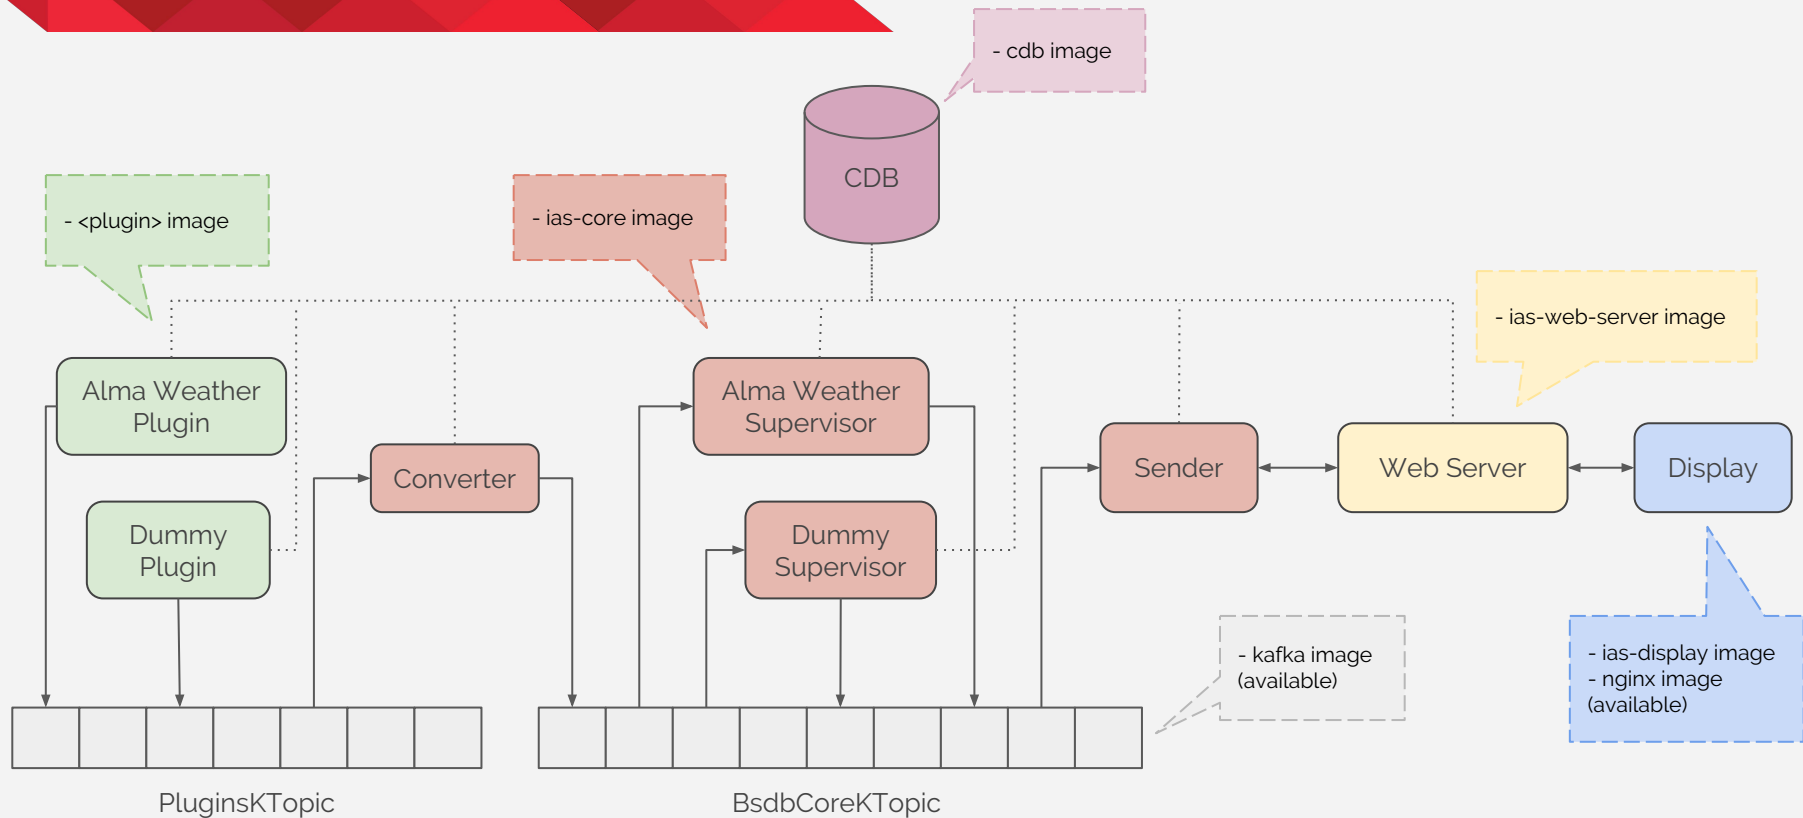 - cdb image
CDB
- <plugin> image
- ias-core image
- ias-web-server image
Alma Weather
Plugin
Alma Weather
Supervisor
Converter
Sender
Web Server
Display
Dummy
Plugin
Dummy
Supervisor
- kafka image
(available)
- ias-display image
- nginx image
(available)
PluginsKTopic
BsdbCoreKTopic